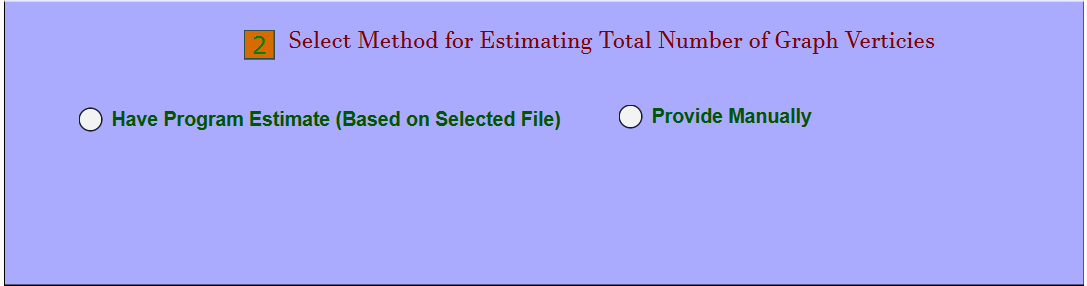 2 Select Method for Estimating Total Number of Graph Verticies
Have Program Estimate (Based on Selected File) Provide Manually